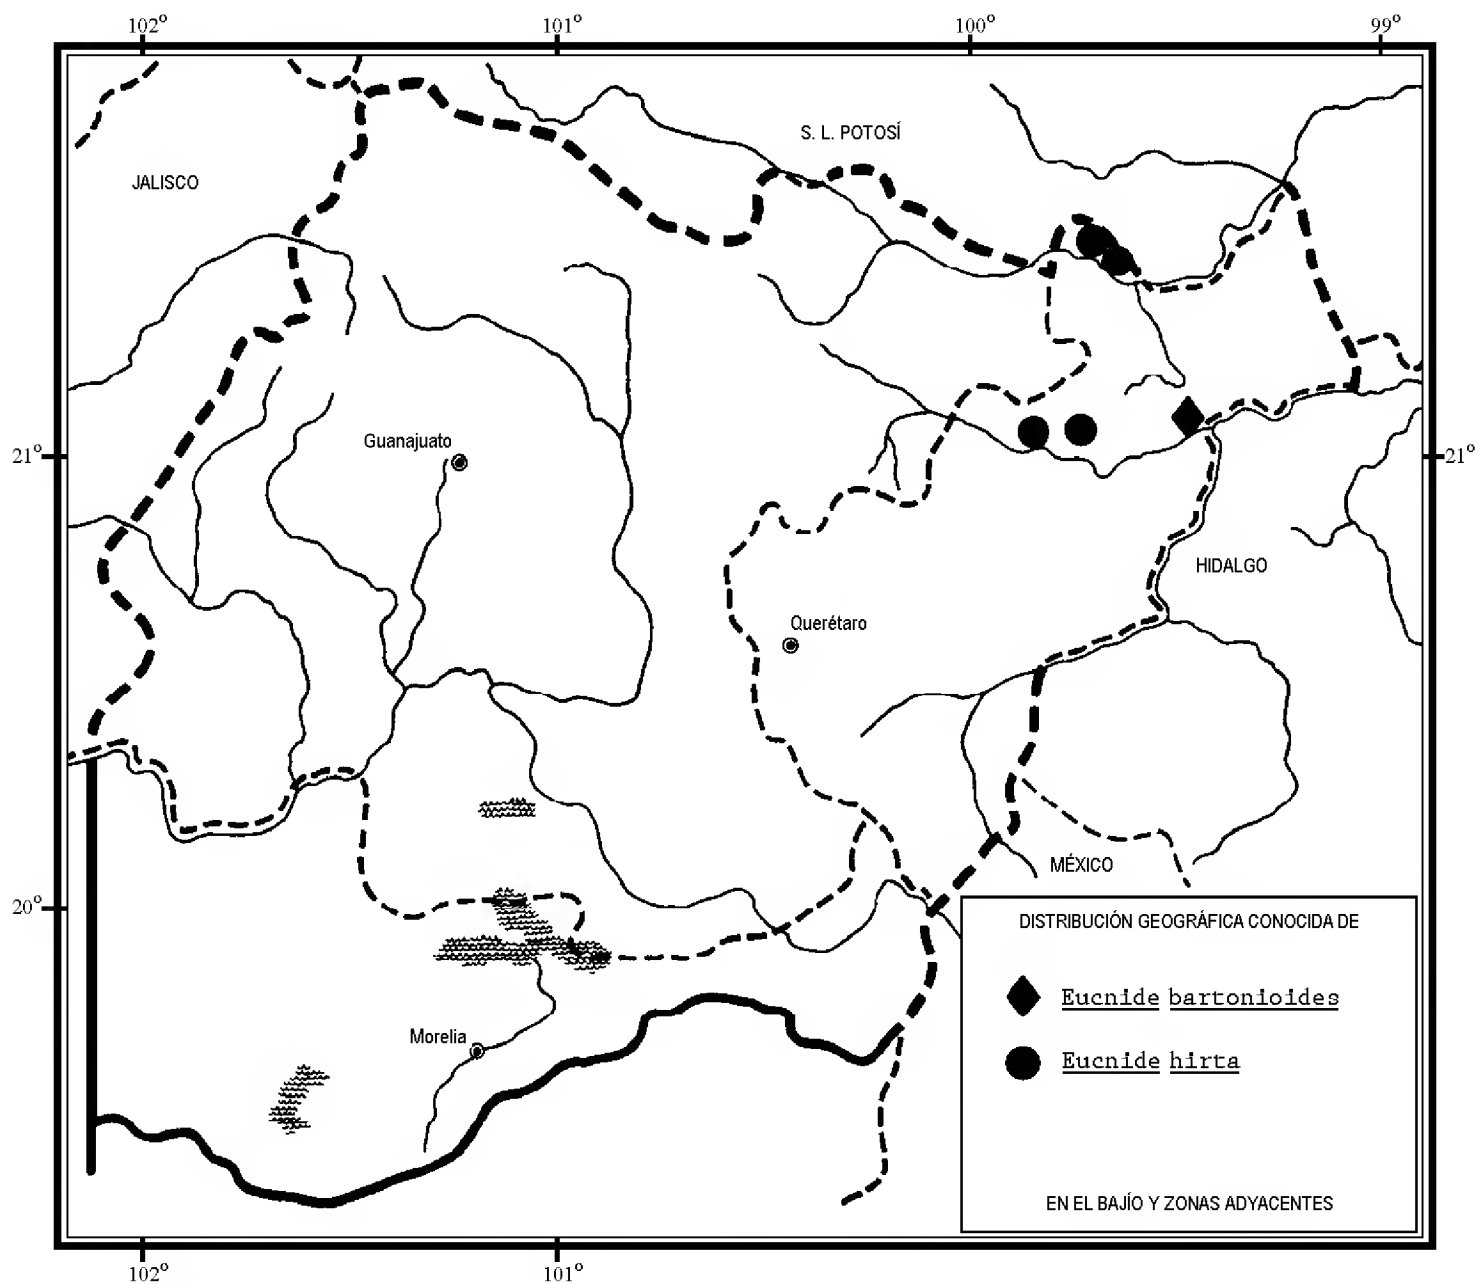 102° 101° 100° 99°
S. L. POTOSÍ
JALISCO
Guanajuato
21° 21°
HIDALGO
Querétaro
MÉXICO
20°
DISTRIBUCIÓN GEOGRÁFICA CONOCIDA DE
Eucnide bartonioides
Morelia
Eucnide hirta
EN EL BAJÍO Y ZONAS ADYACENTES
102° 101°